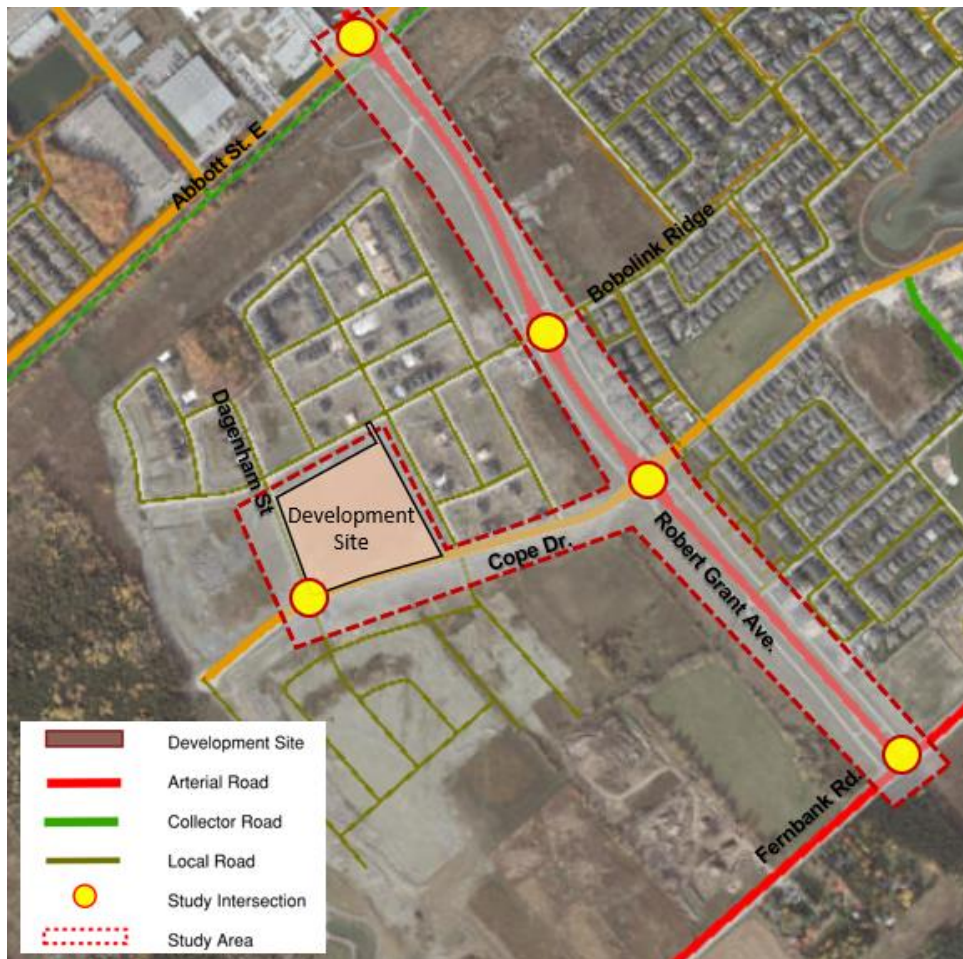 Abbott St. E
Bobolink Ridge
Dagenham St
Development
Site
Cope Dr.
Robert Grant Ave.
Fernbank Rd.
Development Site
Arterial Road
Collector Road
Local Road
Study Intersection
Study Area